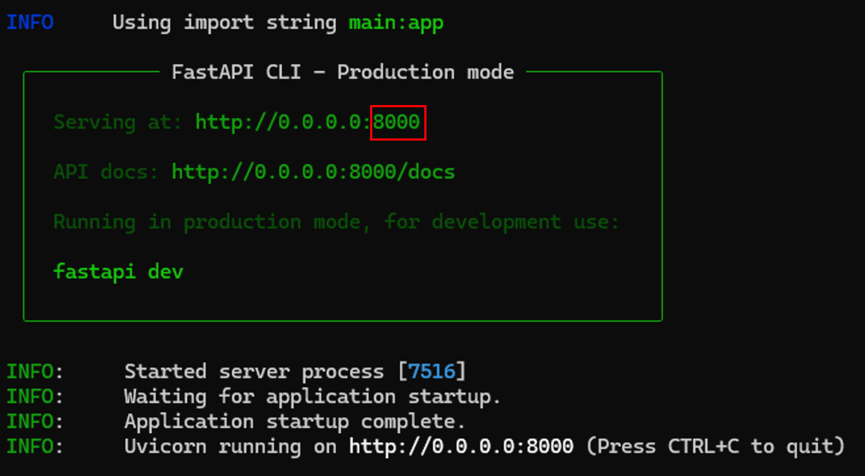 INFO Using import string main:app
FastAPI CLI - Production mode
Serving at: http://0.0.0.0:8000
API docs: http://0.0.0.0:8000/docs
Running in production mode, for development use:
fastapi dev
INFO: Started server process [7516]
INFO: Waiting for application startup.
INFO: Application startup complete.
INFO: Uvicorn running on http://0.0.0.0:8000 (Press CTRL+C to quit)